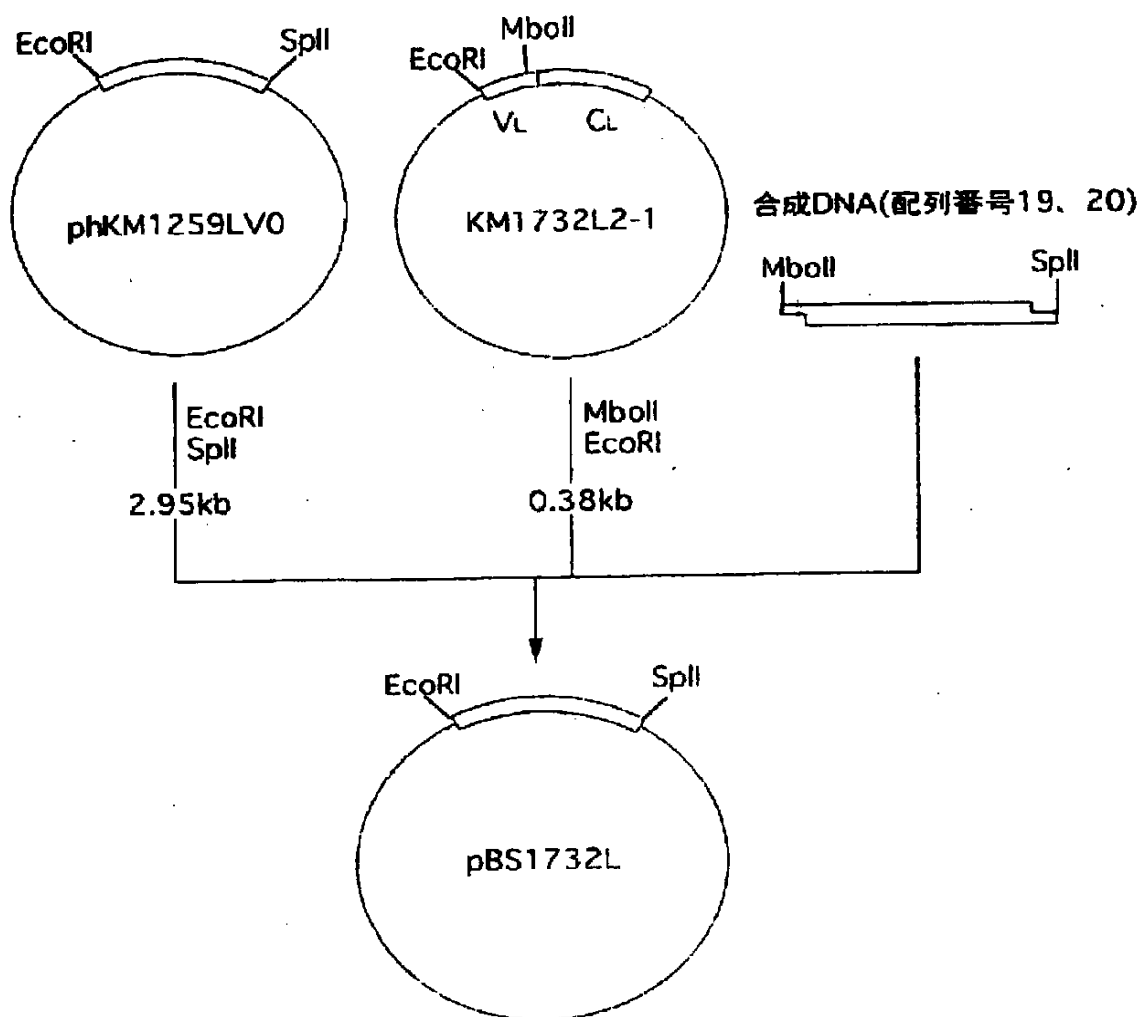 EcoRI
SplI
phKM1259LV0
MboII
EcoRI
VL
CL
KM1732L2-1
合成DNA(配列番号19、20)
MboII
SplI
EcoRI
SplI
2.95kb
MboII
EcoRI
0.38kb
EcoRI
SplI
pBS1732L